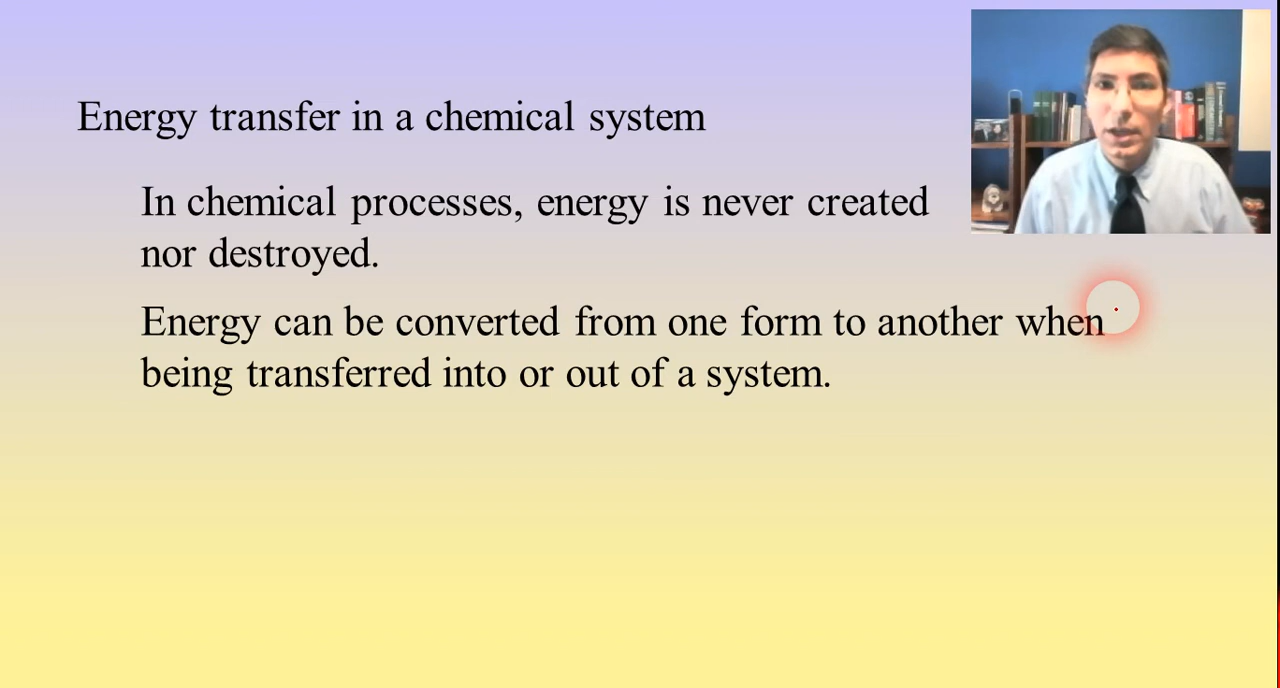 Energy transfer in a chemical system
In chemical processes, energy is never created
nor destroyed.
Energy can be converted from one form to another when
being transferred into or out of a system.